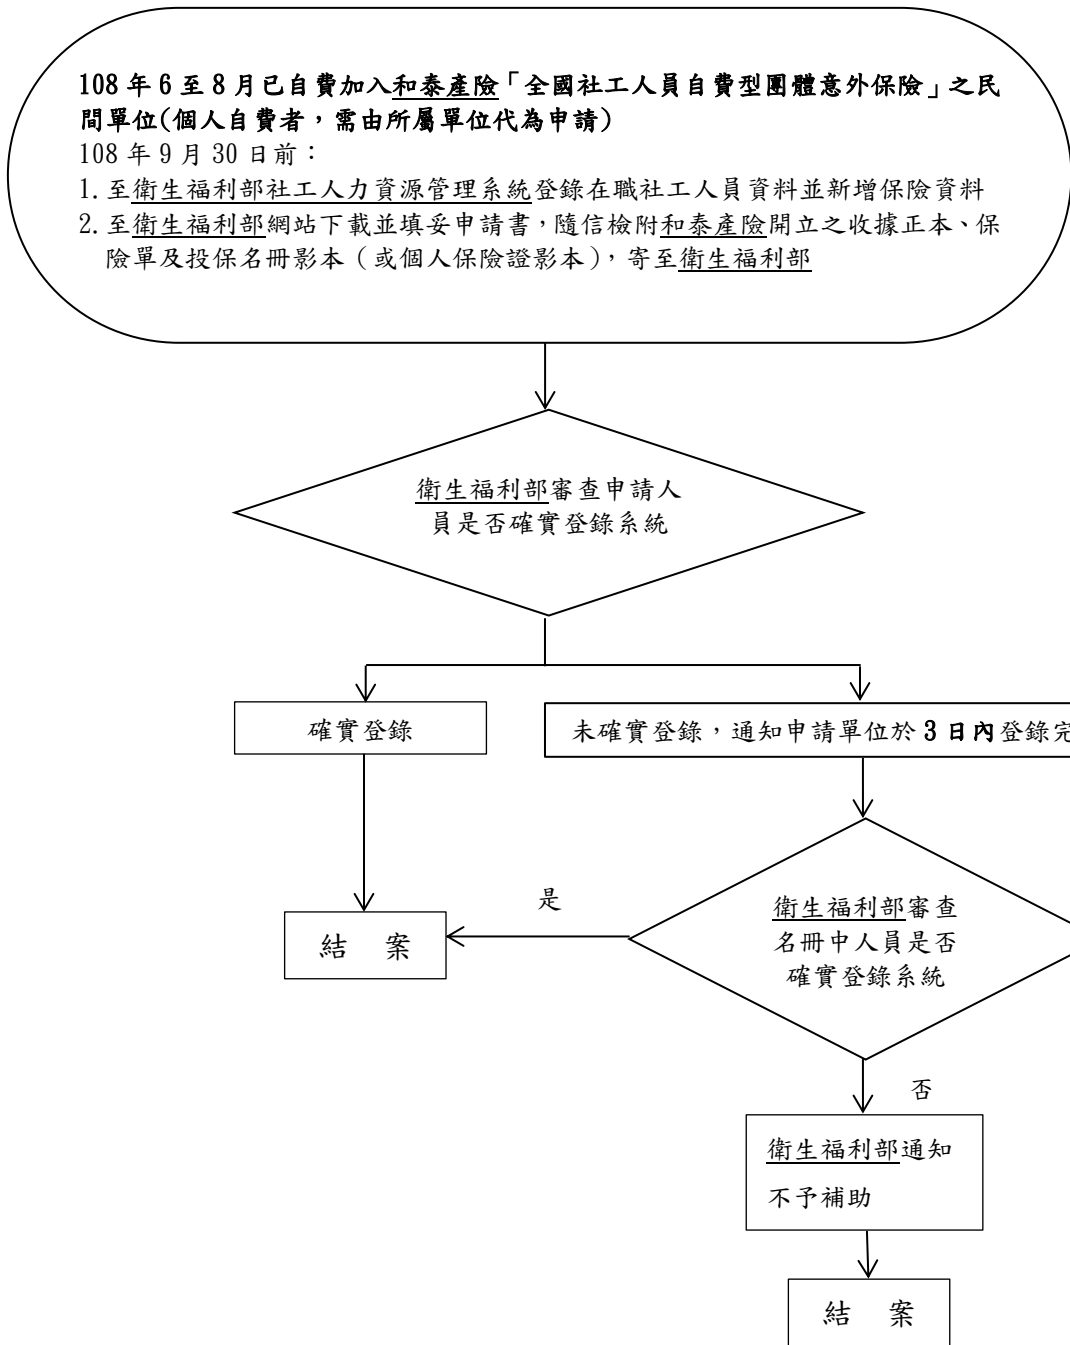 108 年 6 至 8 月已自費加入和泰產險「全國社工人員自費型團體意外保險」之民
間單位(個人自費者，需由所屬單位代為申請)
108 年 9 月 30 日前：
1. 至衛生福利部社工人力資源管理系統登錄在職社工人員資料並新增保險資料
2. 至衛生福利部網站下載並填妥申請書，隨信檢附和泰產險開立之收據正本、保
險單及投保名冊影本（或個人保險證影本），寄至衛生福利部
衛生福利部審查申請人
員是否確實登錄系統
確實登錄
未確實登錄，通知申請單位於 3 日內登錄完
是
衛生福利部審查
名冊中人員是否
確實登錄系統
結　案
否
衛生福利部通知
不予補助
結　案